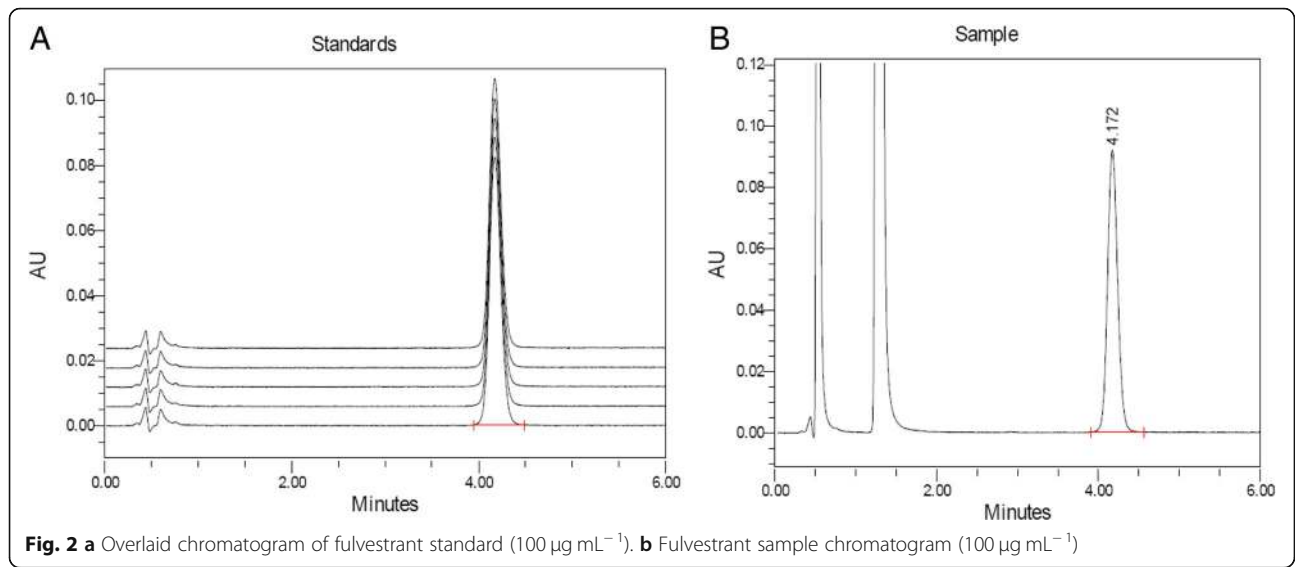 A
Standards
0.10
0.08
0.06
AU
0.04
0.02
0.00
0.00 2.00 4.00 6.00
Minutes
B
Sample
0.12
0.10
0.08
0.06
AU
0.04
0.02
0.00
4.172
0.00 2.00 4.00 6.00
Minutes
Fig. 2 a Overlaid chromatogram of fulvestrant standard (100 μg mL⁻¹). b Fulvestrant sample chromatogram (100 μg mL⁻¹)